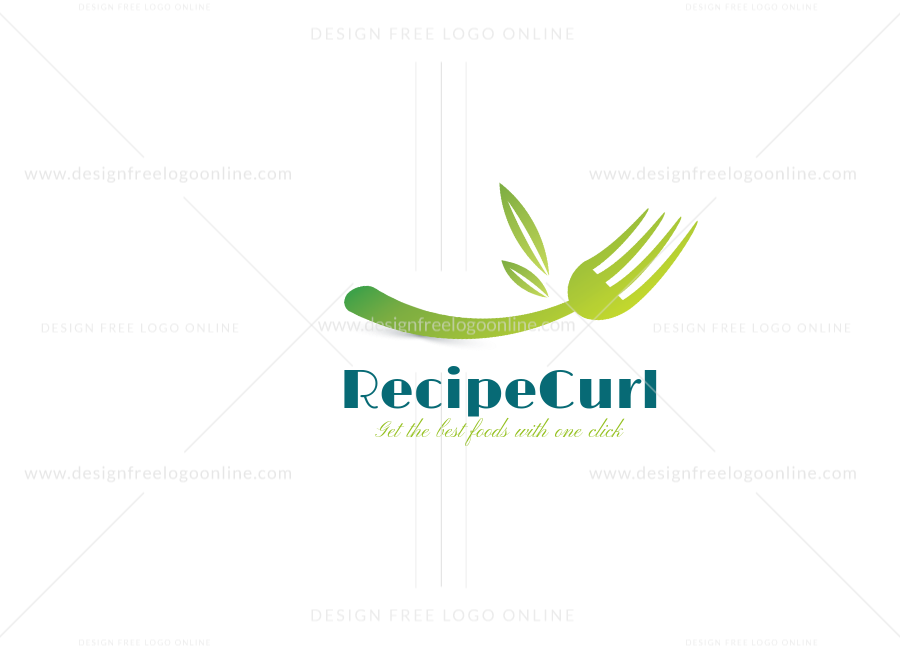 DESIGN FREE LOGO ONLINE DESIGN FREE LOGO ONLINE
DESIGN FREE LOGO ONLINE
www.designfreelogoonline.com www.designfreelogoonline.com
DESIGN FREE LOGO ONLINE www.designfreelogoonline.com DESIGN FREE LOGO ONLINE
RecipeCurl
Get the best foods with one click
www.designfreelogoonline.com www.designfreelogoonline.com
DESIGN FREE LOGO ONLINE
DESIGN FREE LOGO ONLINE DESIGN FREE LOGO ONLINE